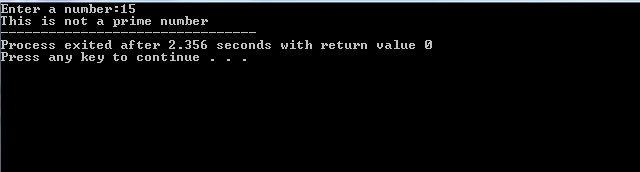 Enter a number:15
This is not a prime number
--------------------------------
Process exited after 2.356 seconds with return value 0
Press any key to continue . . .